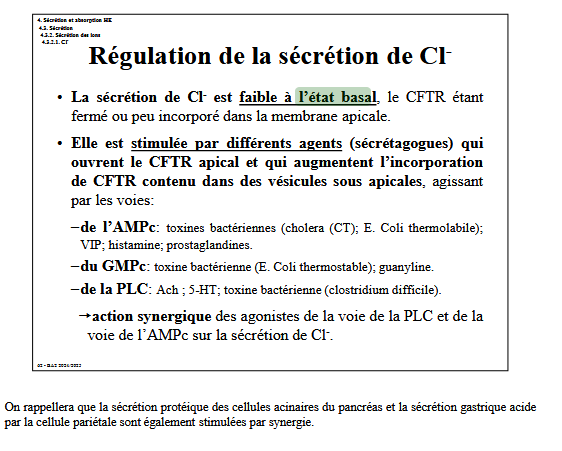 4. Sécrétion et absorption HE
4.3. Sécrétion
4.3.2. Sécrétion des ions
4.3.2.1. Cl-
Régulation de la sécrétion de Cl-
• La sécrétion de Cl- est faible à l'état basal, le CFTR étant
fermé ou peu incorporé dans la membrane apicale.
• Elle est stimulée par différents agents (sécrétagogues) qui
ouvrent le CFTR apical et qui augmentent l'incorporation
de CFTR contenu dans des vésicules sous apicales, agissant
par les voies:
–de l'AMPc: toxines bactériennes (cholera (CT); E. Coli thermolabile);
VIP; histamine; prostaglandines.
–du GMPc: toxine bactérienne (E. Coli thermostable); guanyline.
–de la PLC: Ach ; 5-HT; toxine bactérienne (clostridium difficile).
→action synergique des agonistes de la voie de la PLC et de la
voie de l'AMPc sur la sécrétion de Cl-.
On rappellera que la sécrétion protéique des cellules acinaires du pancréas et la sécrétion gastrique acide
par la cellule pariétale sont également stimulées par synergie.